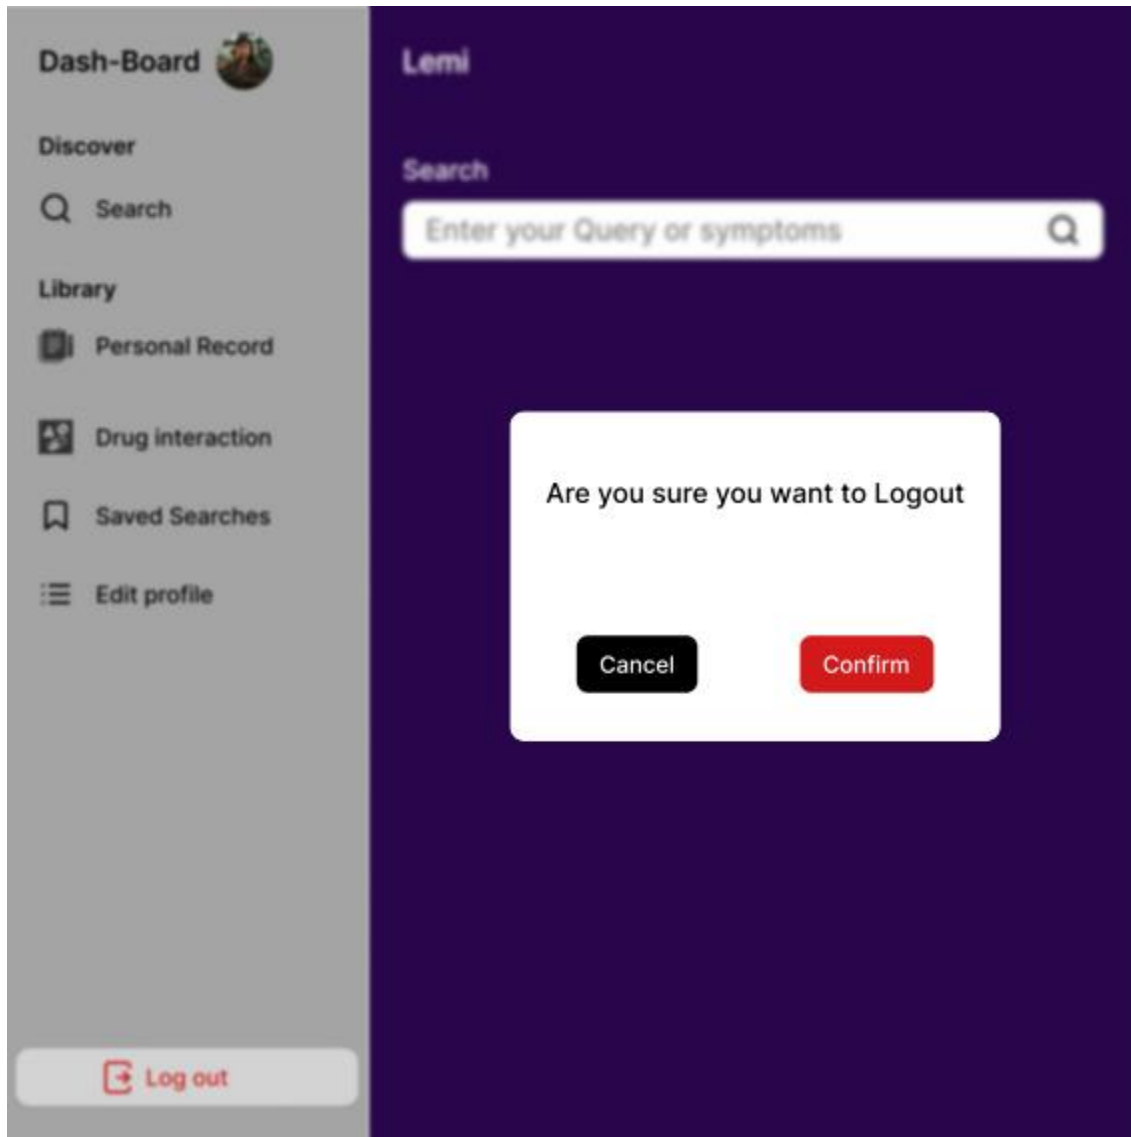 Dash-Board
Discover
Search
Library
Personal Record
Drug interaction
Saved Searches
Edit profile
Log out
Lemi
Search
Enter your Query or symptoms
Are you sure you want to Logout
Cancel
Confirm